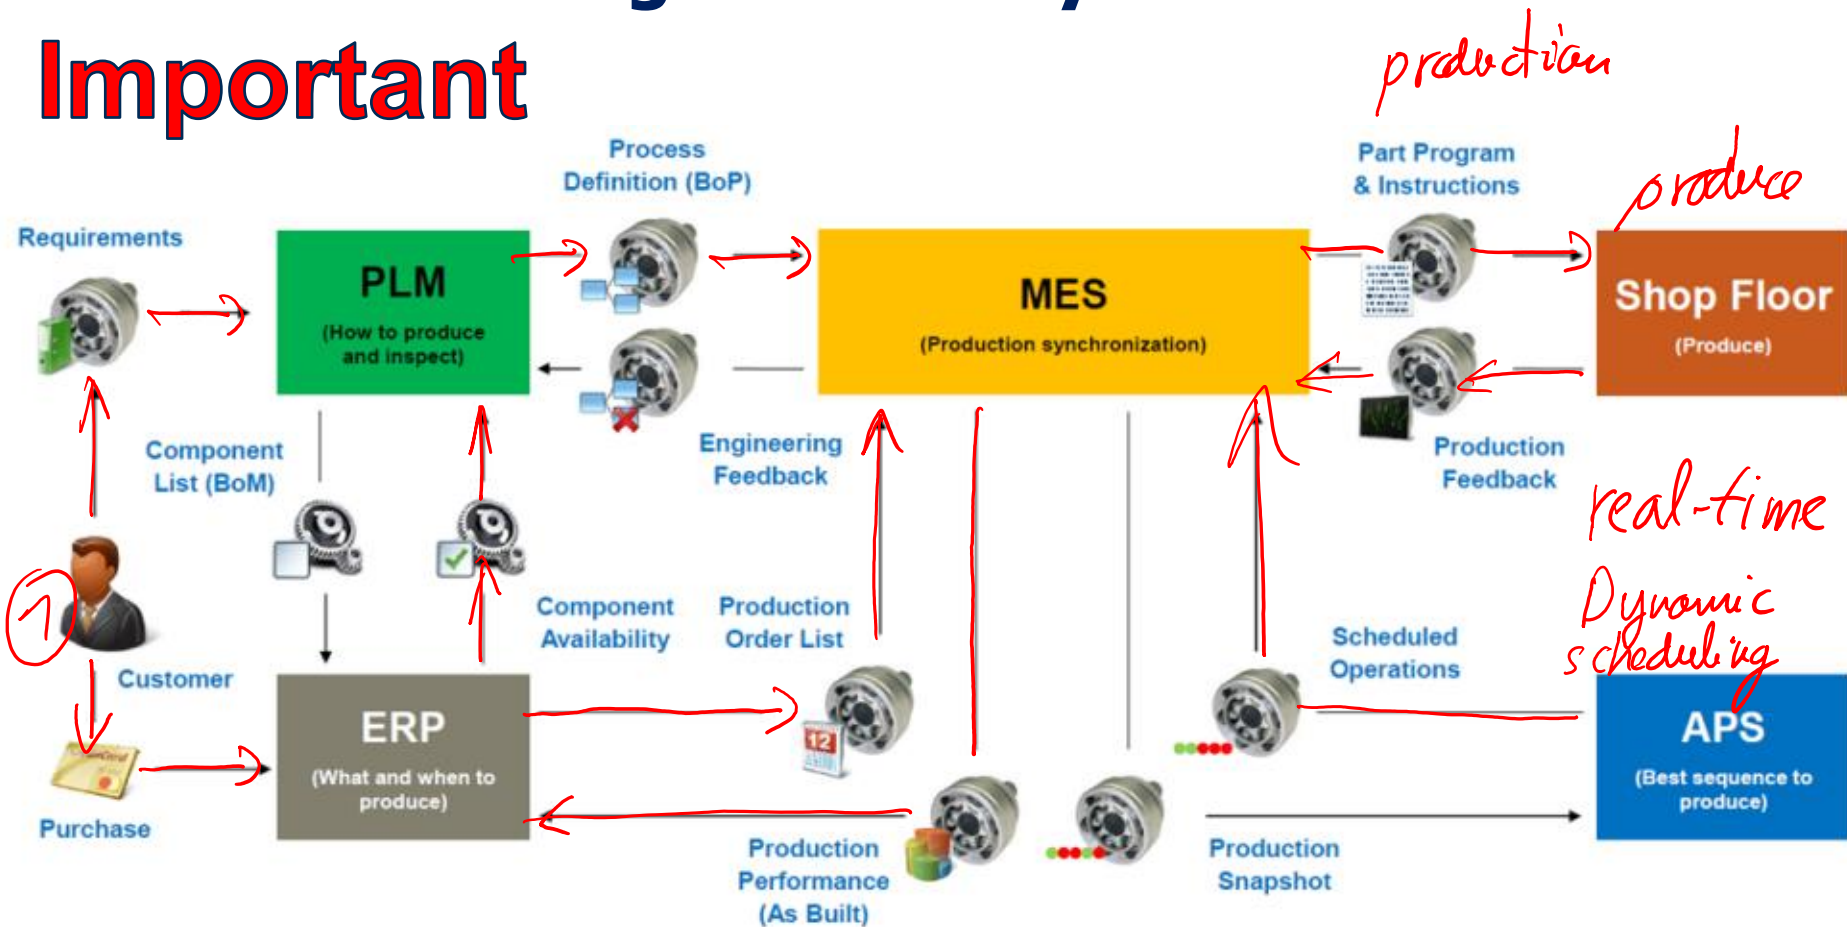 Important
production
Process
Definition (BoP)
Part Program
& Instructions
produce
Requirements
PLM
(How to produce
and inspect)
MES
(Production synchronization)
Shop Floor
(Produce)
Component
List (BoM)
Engineering
Feedback
Production
Feedback
real-time
1
Customer
Component
Availability
Production
Order List
Scheduled
Operations
Dynamic
scheduling
ERP
(What and when to
produce)
12
APS
(Best sequence to
produce)
Purchase
Production
Performance
(As Built)
Production
Snapshot